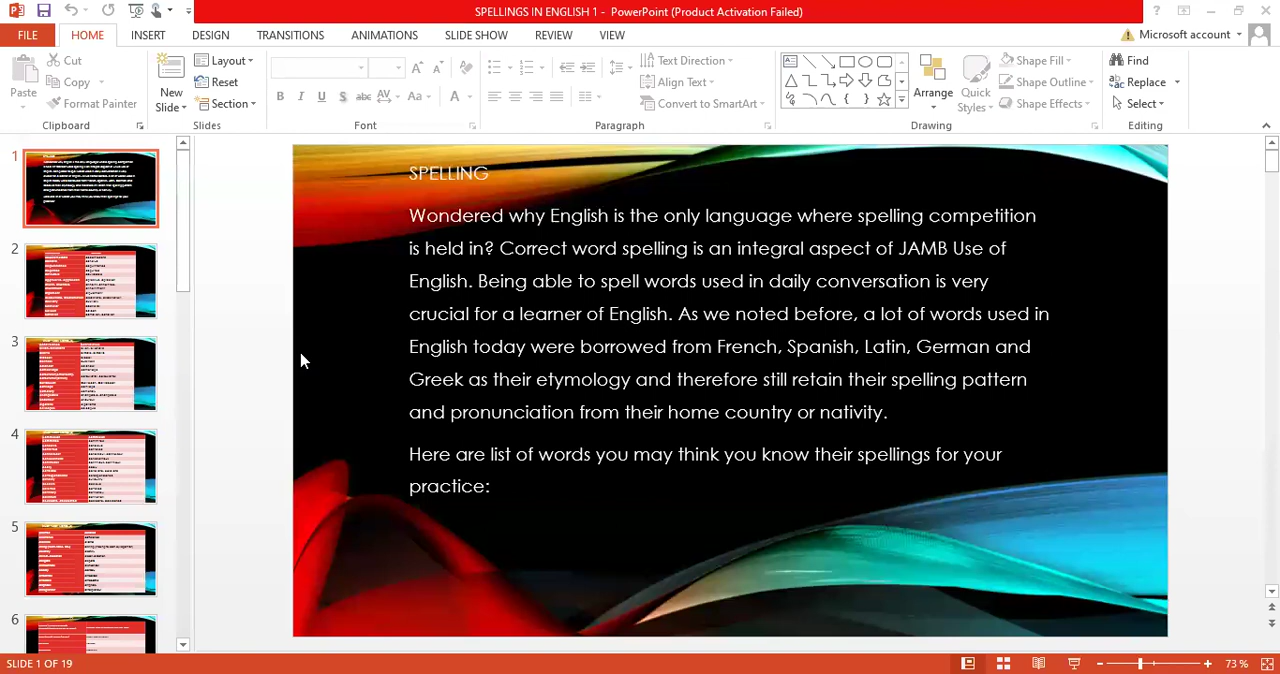 SPELLINGS IN ENGLISH 1 - PowerPoint (Product Activation Failed)
FILE HOME INSERT DESIGN TRANSITIONS ANIMATIONS SLIDE SHOW REVIEW VIEW Microsoft account
Paste
Cut
Copy
Format Painter
Clipboard
New Slide
Layout
Reset
Section
Slides
Font
Text Direction
Align Text
Convert to SmartArt
Paragraph
Arrange
Quick Styles
Shape Fill
Shape Outline
Shape Effects
Drawing
Find
Replace
Select
Editing
1
2
3
4
5
6
SPELLING
Wondered why English is the only language where spelling competition
is held in? Correct word spelling is an integral aspect of JAMB Use of
English. Being able to spell words used in daily conversation is very
crucial for a learner of English. As we noted before, a lot of words used in
English today were borrowed from French, Spanish, Latin, German and
Greek as their etymology and therefore still retain their spelling pattern
and pronunciation from their home country or nativity.
Here are list of words you may think you know their spellings for your
practice:
SLIDE 1 OF 19
73 %